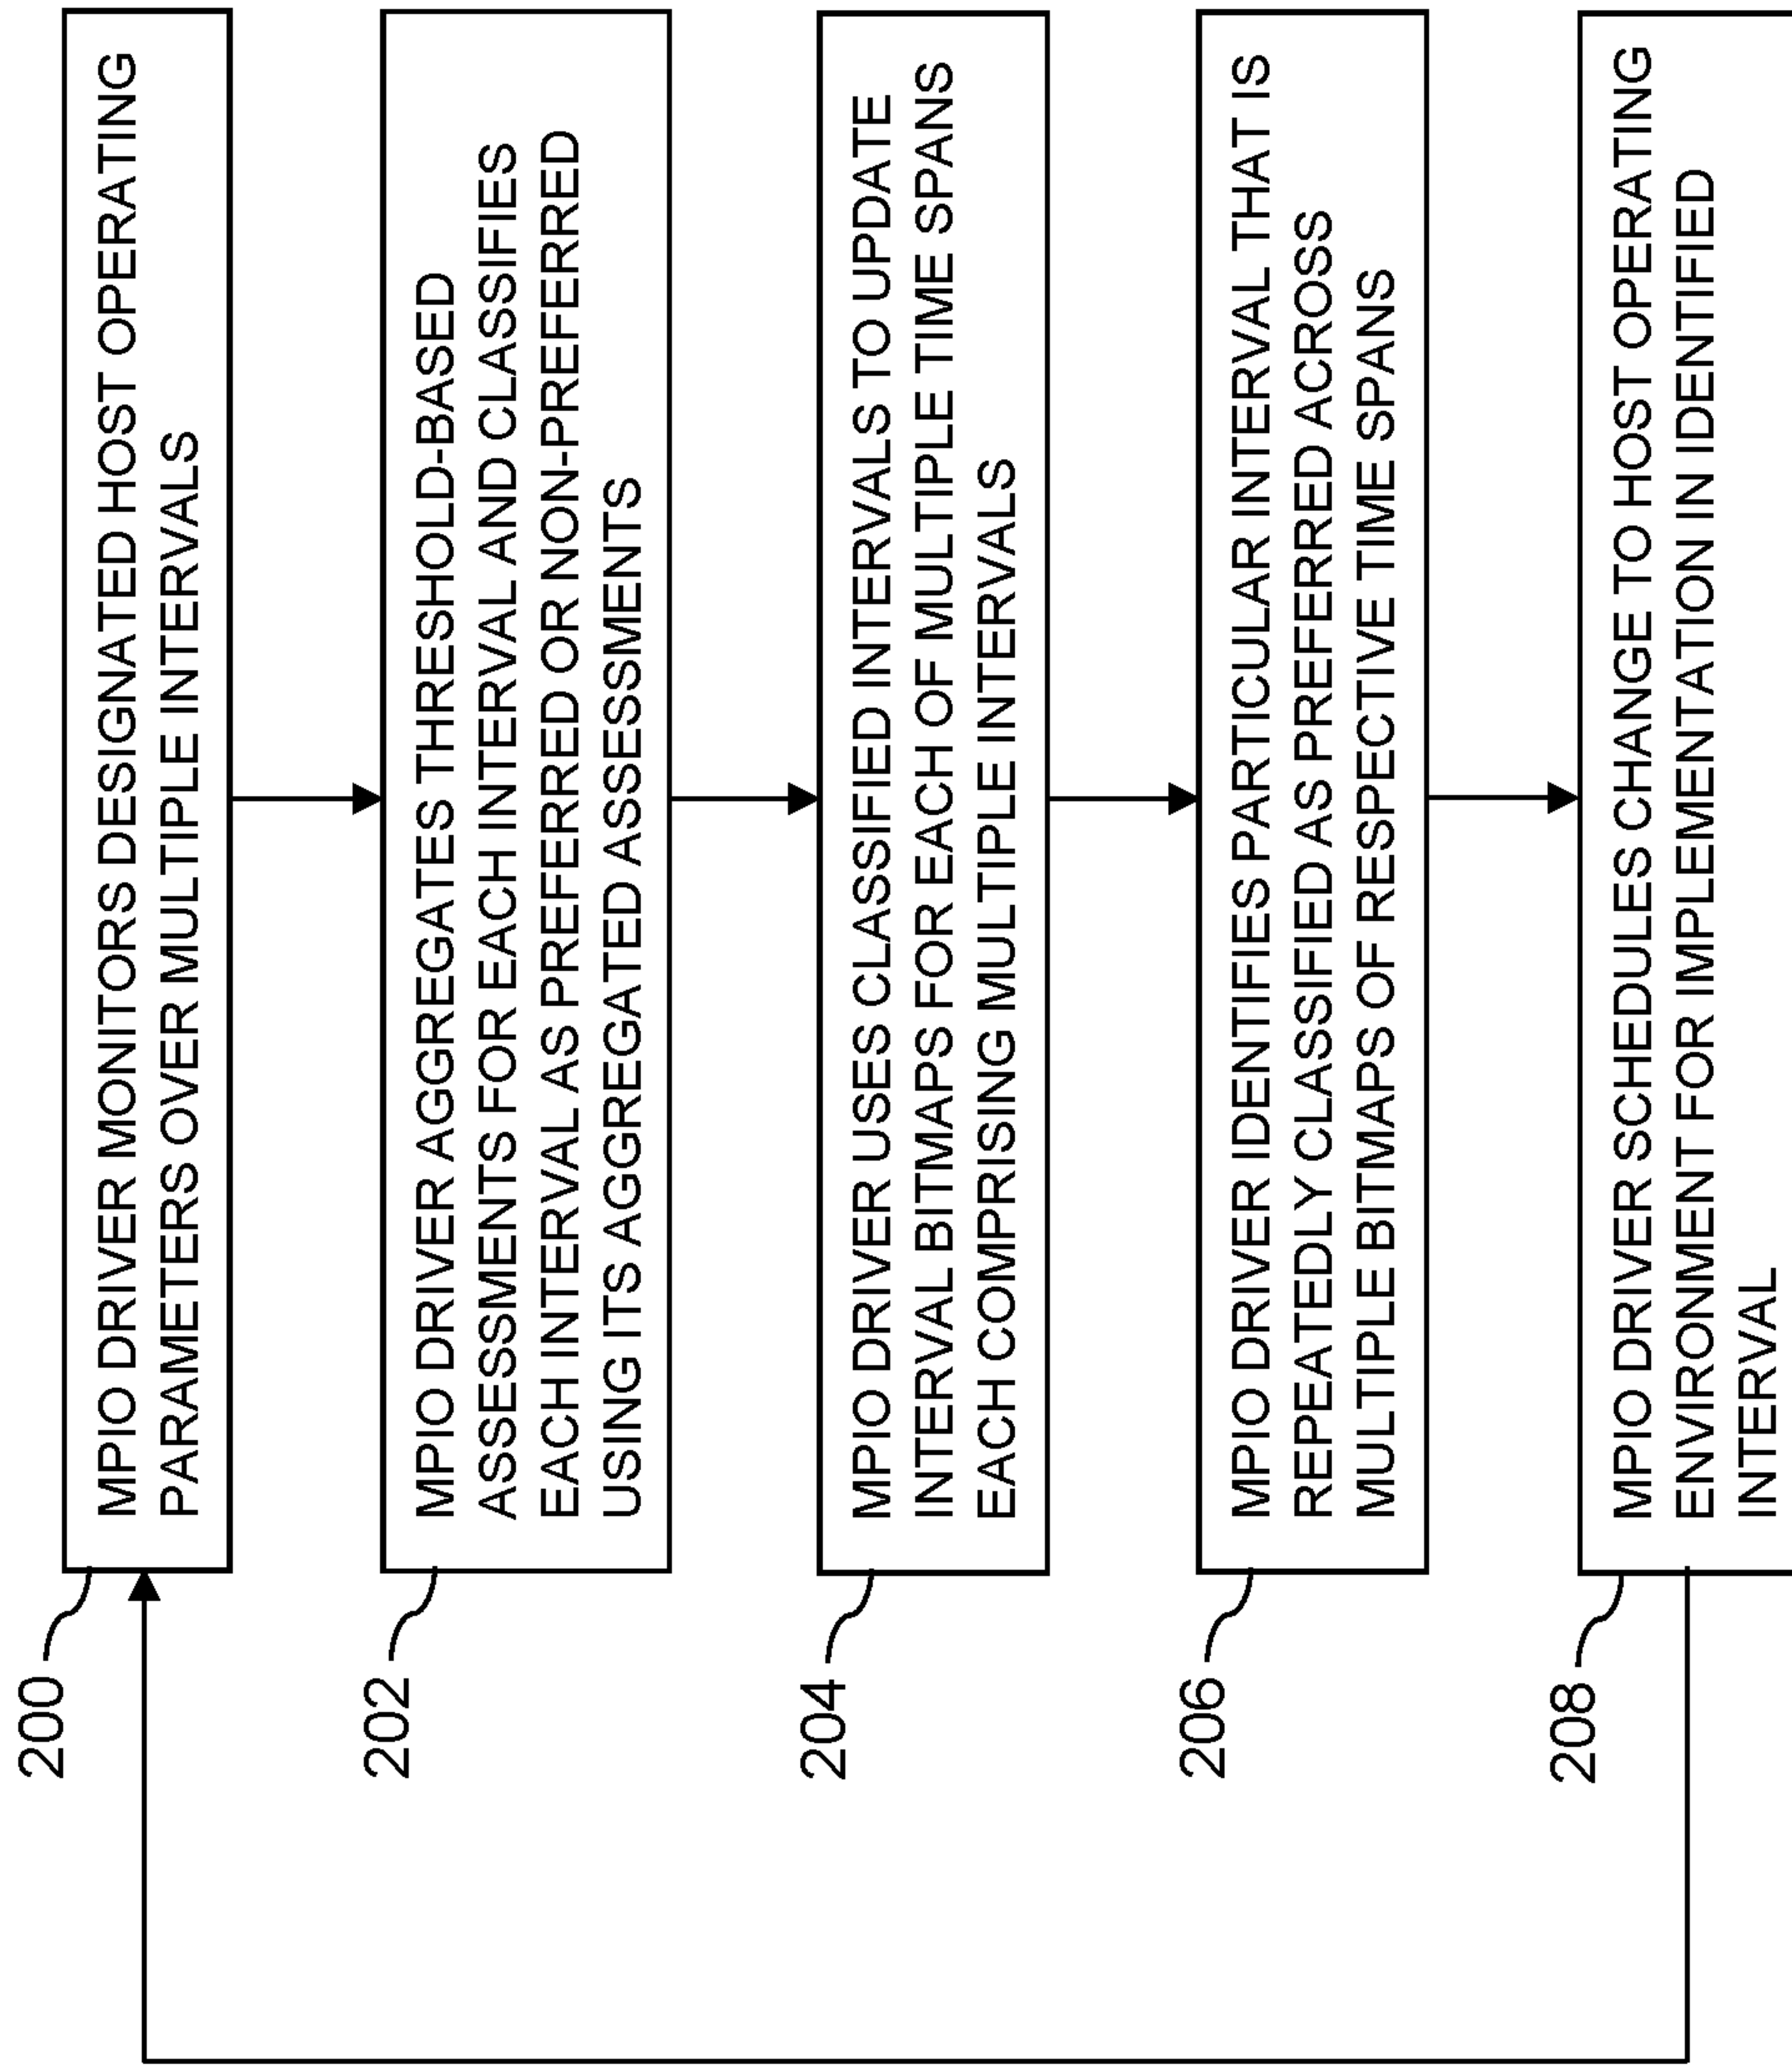 200
MPIO DRIVER MONITORS DESIGNATED HOST OPERATING
PARAMETERS OVER MULTIPLE INTERVALS
202
MPIO DRIVER AGGREGATES THRESHOLD-BASED
ASSESSMENTS FOR EACH INTERVAL AND CLASSIFIES
EACH INTERVAL AS PREFERRED OR NON-PREFERRED
USING ITS AGGREGATED ASSESSMENTS
204
MPIO DRIVER USES CLASSIFIED INTERVALS TO UPDATE
INTERVAL BITMAPS FOR EACH OF MULTIPLE TIME SPANS
EACH COMPRISING MULTIPLE INTERVALS
206
MPIO DRIVER IDENTIFIES PARTICULAR INTERVAL THAT IS
REPEATEDLY CLASSIFIED AS PREFERRED ACROSS
MULTIPLE BITMAPS OF RESPECTIVE TIME SPANS
208
MPIO DRIVER SCHEDULES CHANGE TO HOST OPERATING
ENVIRONMENT FOR IMPLEMENTATION IN IDENTIFIED
INTERVAL